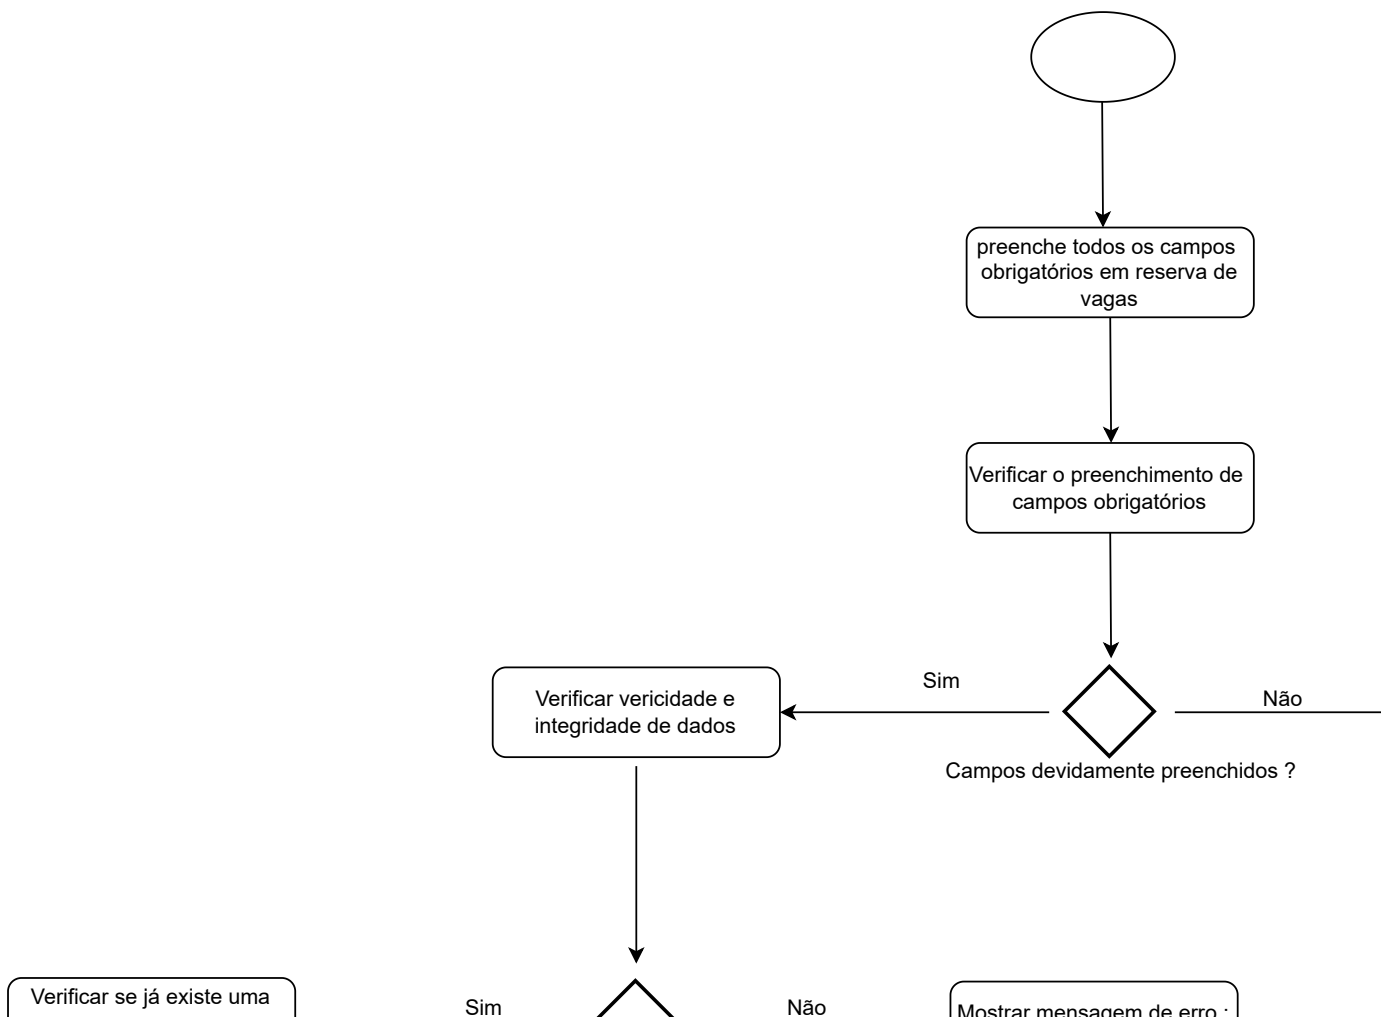 preenche todos os campos
obrigatórios em reserva de
vagas
Verificar o preenchimento de
campos obrigatórios
Sim
Não
Verificar vericidade e
integridade de dados
Campos devidamente preenchidos ?
Verificar se já existe uma
Sim
Não
Mostrar mensagem de erro :